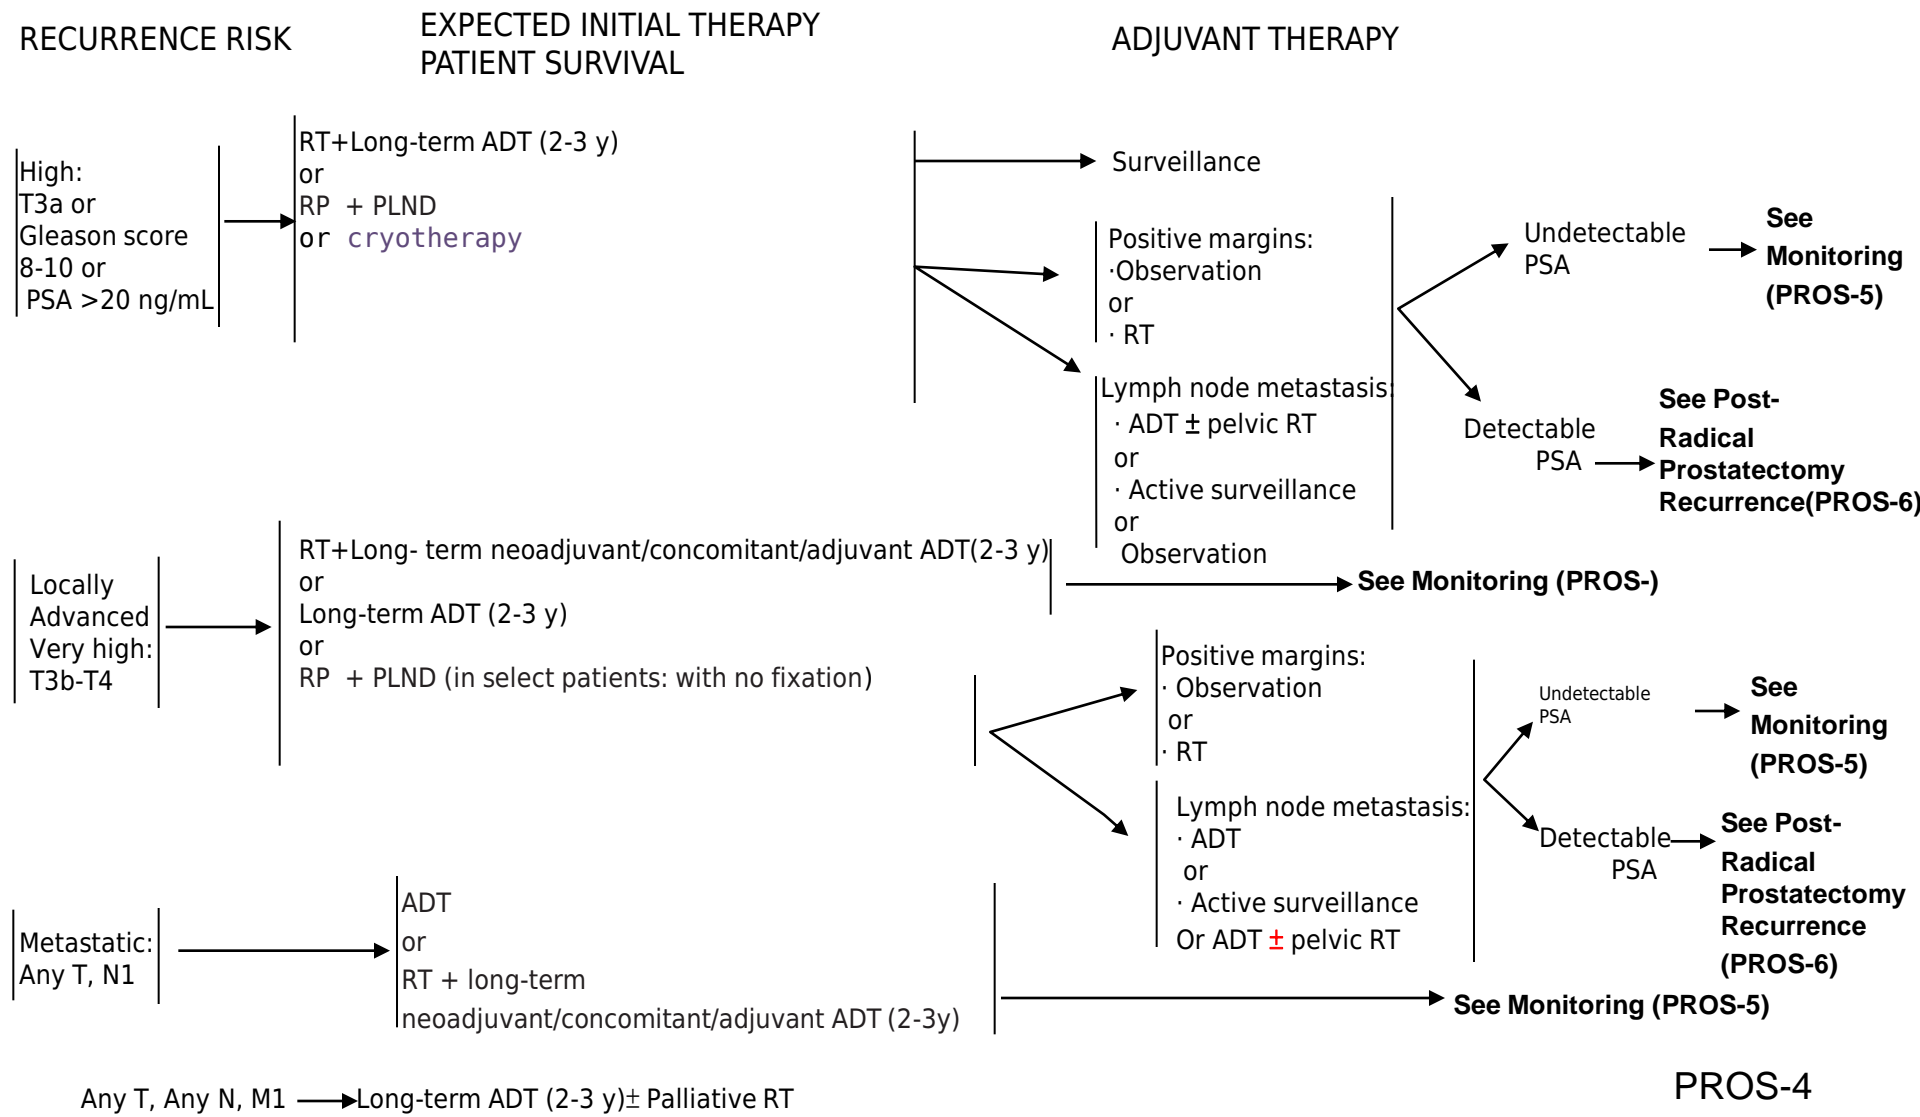 RECURRENCE RISK
EXPECTED INITIAL THERAPY
PATIENT SURVIVAL
ADJUVANT THERAPY
High:
T3a or
Gleason score
8-10 or
PSA >20 ng/mL
RT+Long-term ADT (2-3 y)
or
RP + PLND
or cryotherapy
Surveillance
Positive margins:
·Observation
or
· RT
Lymph node metastasis:
· ADT ± pelvic RT
or
· Active surveillance
or
Observation
Undetectable
PSA
See
Monitoring
(PROS-5)
Detectable
PSA
See Post-
Radical
Prostatectomy
Recurrence(PROS-6)
Locally
Advanced
Very high:
T3b-T4
RT+Long- term neoadjuvant/concomitant/adjuvant ADT(2-3 y)
or
Long-term ADT (2-3 y)
or
RP + PLND (in select patients: with no fixation)
See Monitoring (PROS-)
Positive margins:
· Observation
or
· RT
Lymph node metastasis:
· ADT
or
· Active surveillance
Or ADT ± pelvic RT
Undetectable
PSA
See
Monitoring
(PROS-5)
Detectable
PSA
See Post-
Radical
Prostatectomy
Recurrence
(PROS-6)
Metastatic:
Any T, N1
ADT
or
RT + long-term
neoadjuvant/concomitant/adjuvant ADT (2-3y)
See Monitoring (PROS-5)
Any T, Any N, M1
Long-term ADT (2-3 y)± Palliative RT
PROS-4